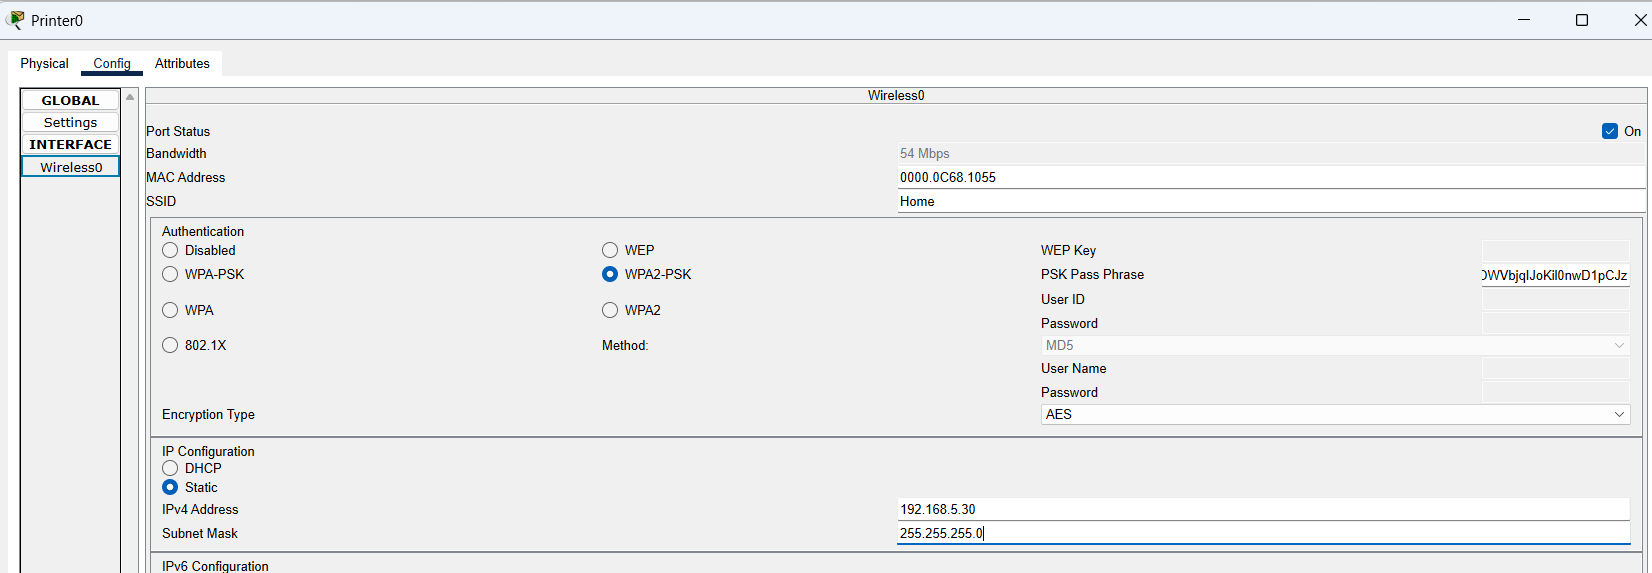 Printer0
Physical Config Attributes
GLOBAL
Settings
INTERFACE
Wireless0
Wireless0
Port Status On
Bandwidth 54 Mbps
MAC Address 0000.0C68.1055
SSID Home
Authentication
Disabled WEP WEP Key
WPA-PSK WPA2-PSK PSK Pass Phrase
User ID
WPA WPA2
Password
802.1X Method: MD5
User Name
Password
Encryption Type AES
IP Configuration
DHCP
Static
IPv4 Address 192.168.5.30
Subnet Mask 255.255.255.0
IPv6 Configuration